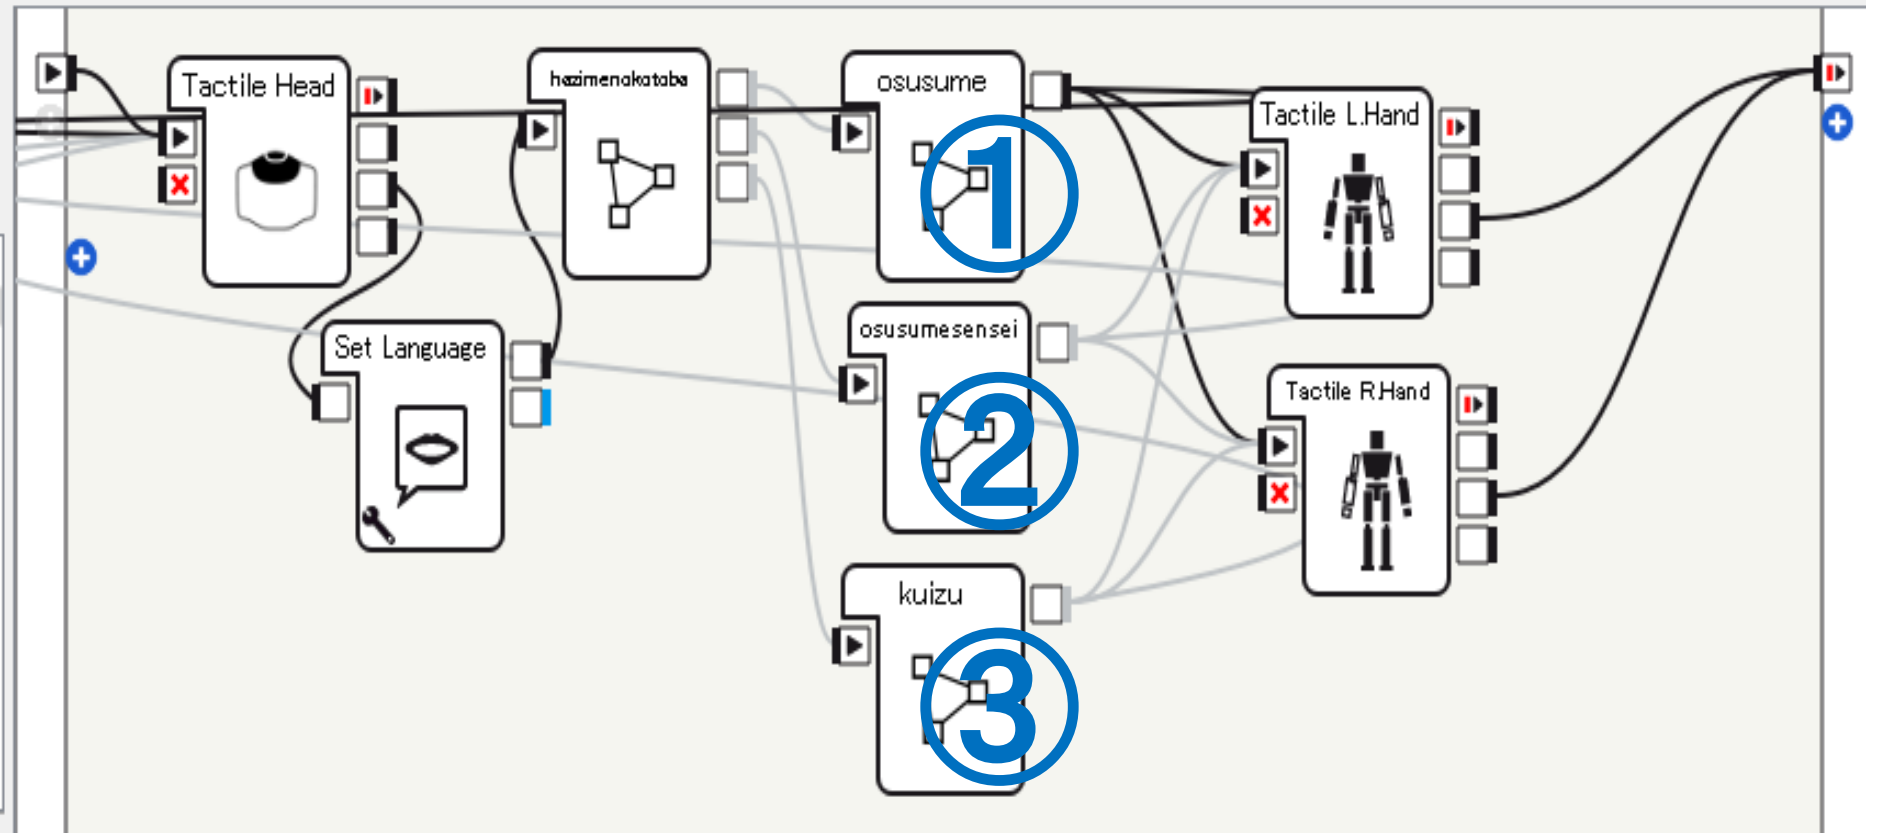 Tactile Head
hazimenokotoba
osusume
①
Tactile L.Hand
Set Language
osusumesensei
②
Tactile R.Hand
kuizu
③